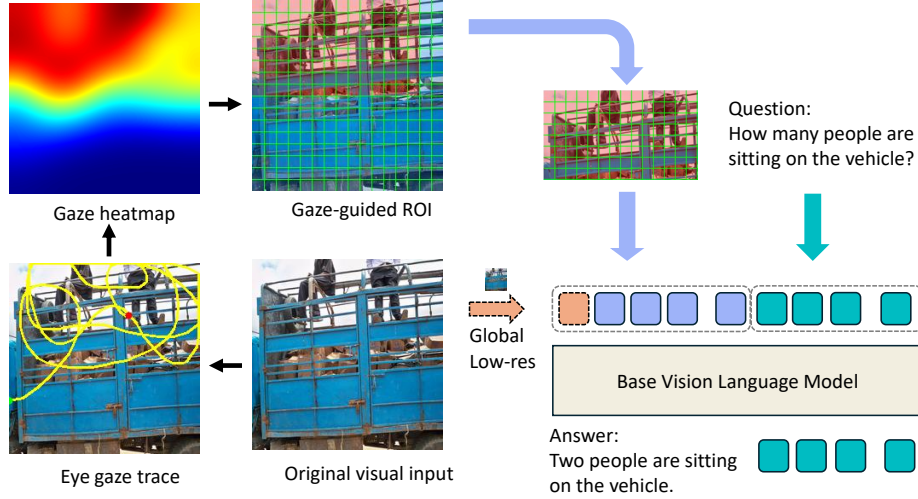 Gaze heatmap
Gaze-guided ROI
Question:
How many people are
sitting on the vehicle?
Global
Low-res
Base Vision Language Model
Eye gaze trace
Original visual input
Answer:
Two people are sitting
on the vehicle.